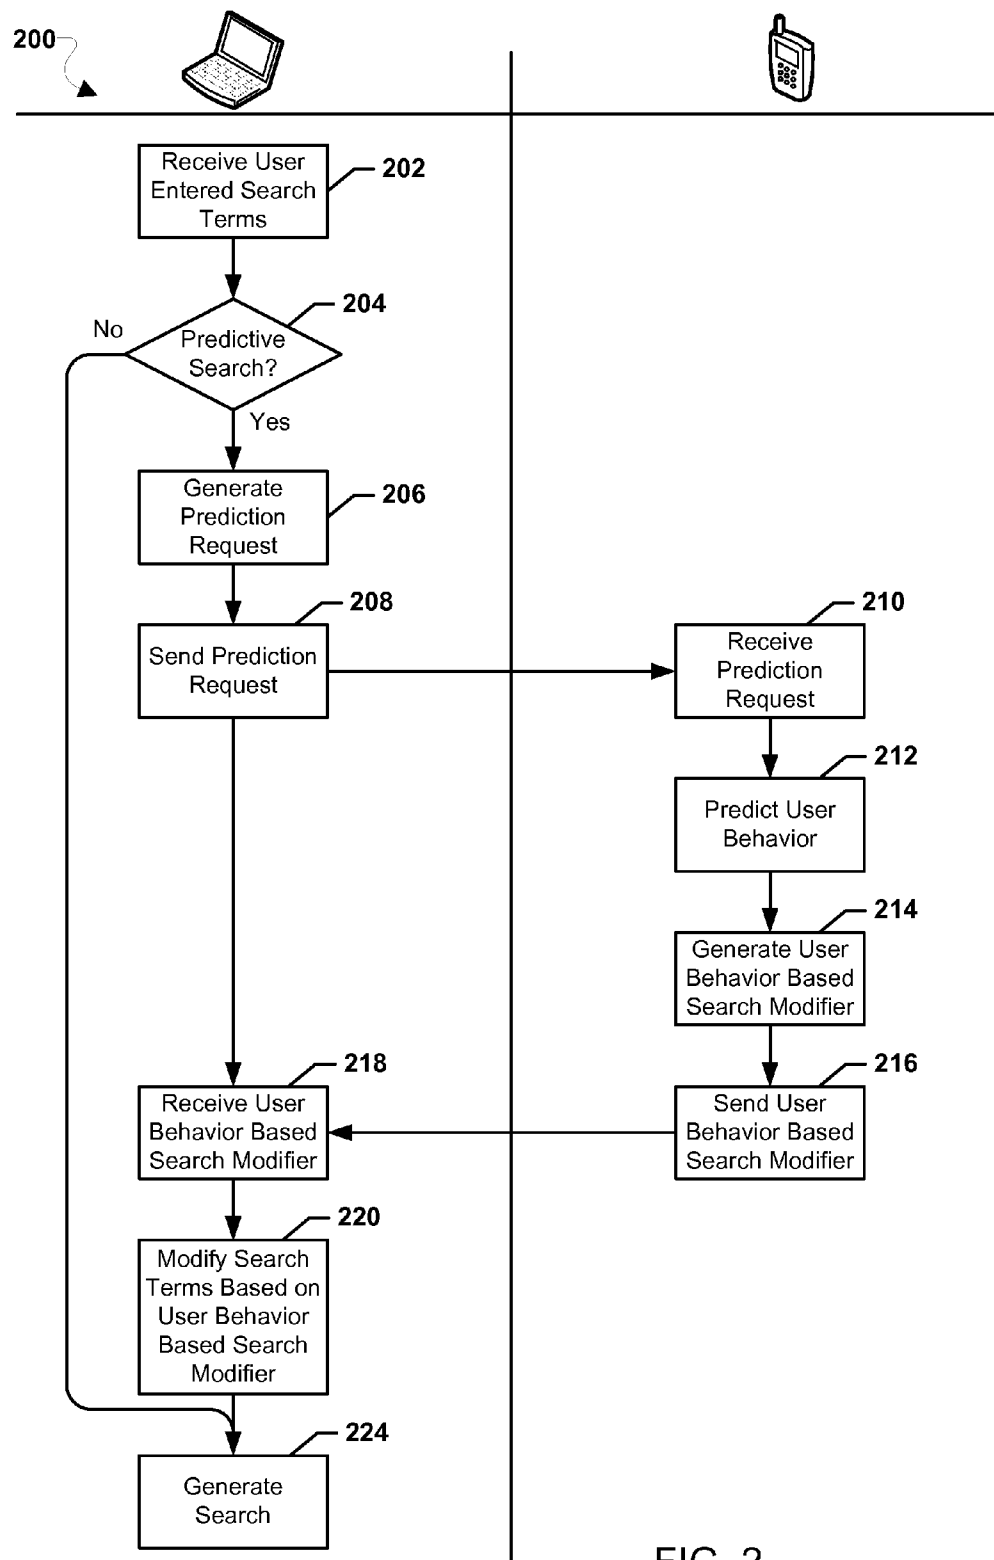 200
Receive User
Entered Search
Terms
202
Predictive
Search?
204
No
Yes
Generate
Prediction
Request
206
Send Prediction
Request
208
Receive
Prediction
Request
210
Predict User
Behavior
212
Generate User
Behavior Based
Search Modifier
214
Send User
Behavior Based
Search Modifier
216
Receive User
Behavior Based
Search Modifier
218
Modify Search
Terms Based on
User Behavior
Based Search
Modifier
220
Generate
Search
224
FIG. 2